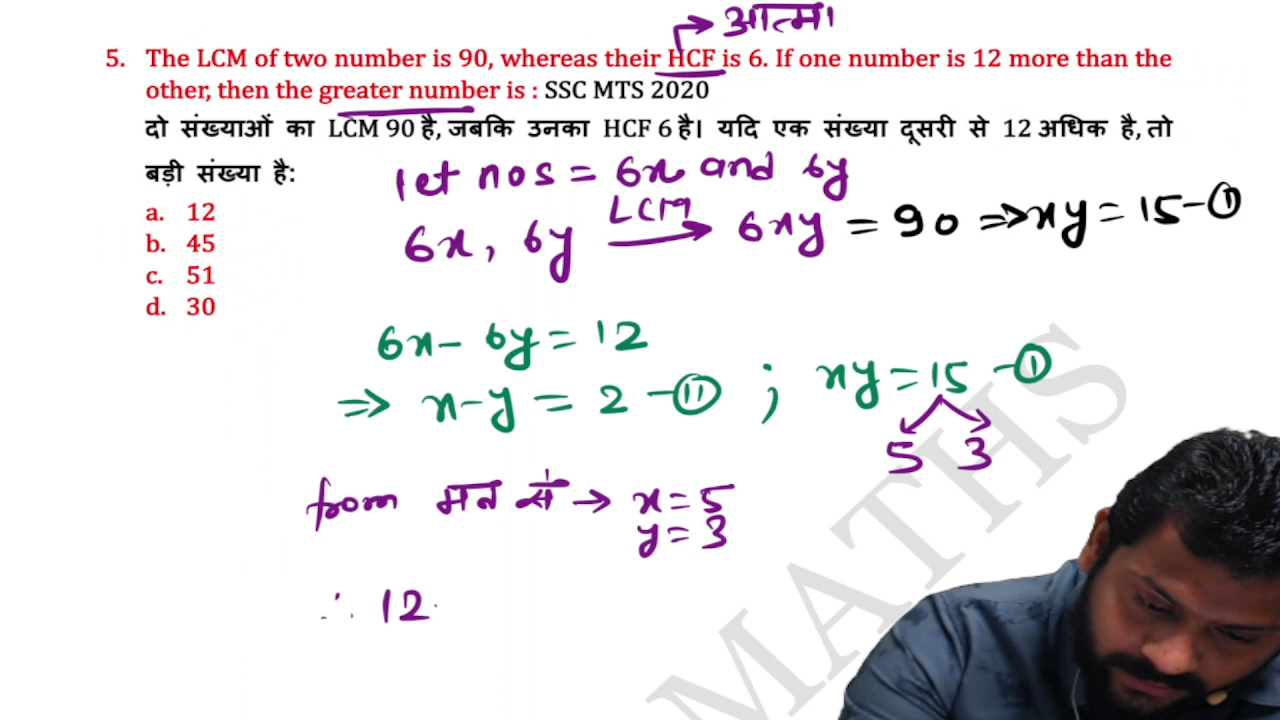 आत्मा
5. The LCM of two number is 90, whereas their HCF is 6. If one number is 12 more than the
other, then the greater number is : SSC MTS 2020
दो संख्याओं का LCM 90 है, जबकि उनका HCF 6 है। यदि एक संख्या दूसरी से 12 अधिक है, तो
बड़ी संख्या है:
let nos = 6x and 6y
a. 12
b. 45
c. 51
d. 30
6x, 6y LCM → 6xy = 90 ⇒ xy = 15 - ①
6x - 6y = 12
⇒ x - y = 2 - ⑪ ; xy = 15 - ①
5 3
from मन से → x = 5
y = 3
∴ 12
MATHS